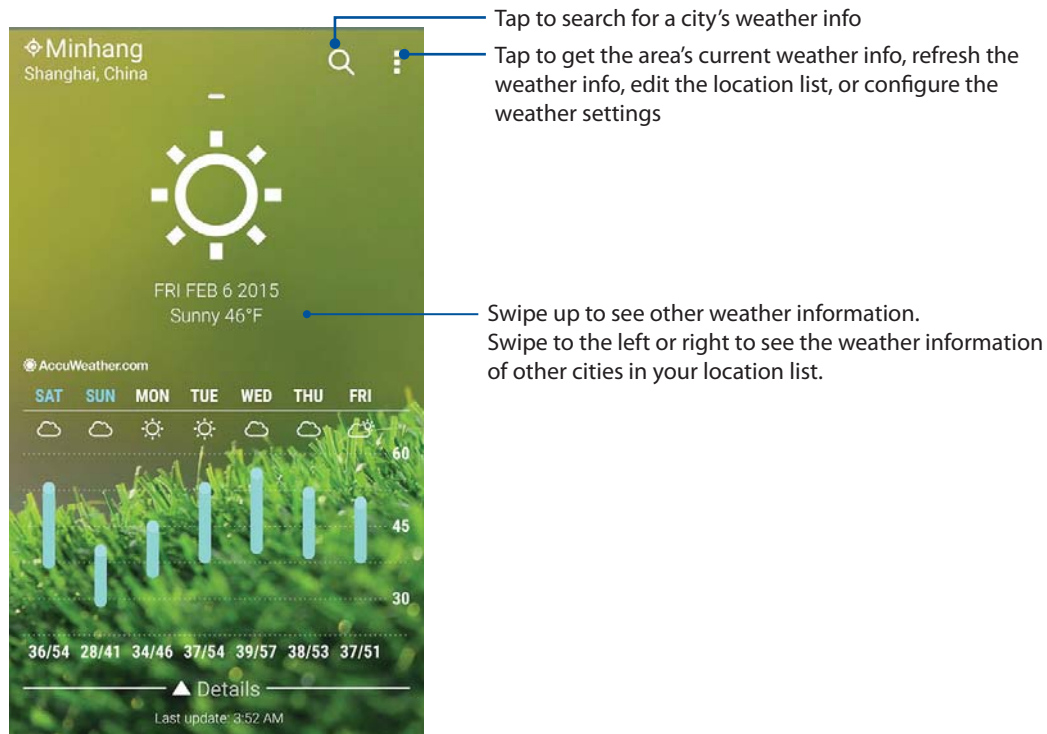 Tap to search for a city's weather info
Tap to get the area's current weather info, refresh the
weather info, edit the location list, or configure the
weather settings
Minhang
Shanghai, China
FRI FEB 6 2015
Sunny 46°F
Swipe up to see other weather information.
Swipe to the left or right to see the weather information
of other cities in your location list.
AccuWeather.com
SAT SUN MON TUE WED THU FRI
60
45
30
36/54 28/41 34/46 37/54 39/57 38/53 37/51
Details
Last update: 3:52 AM